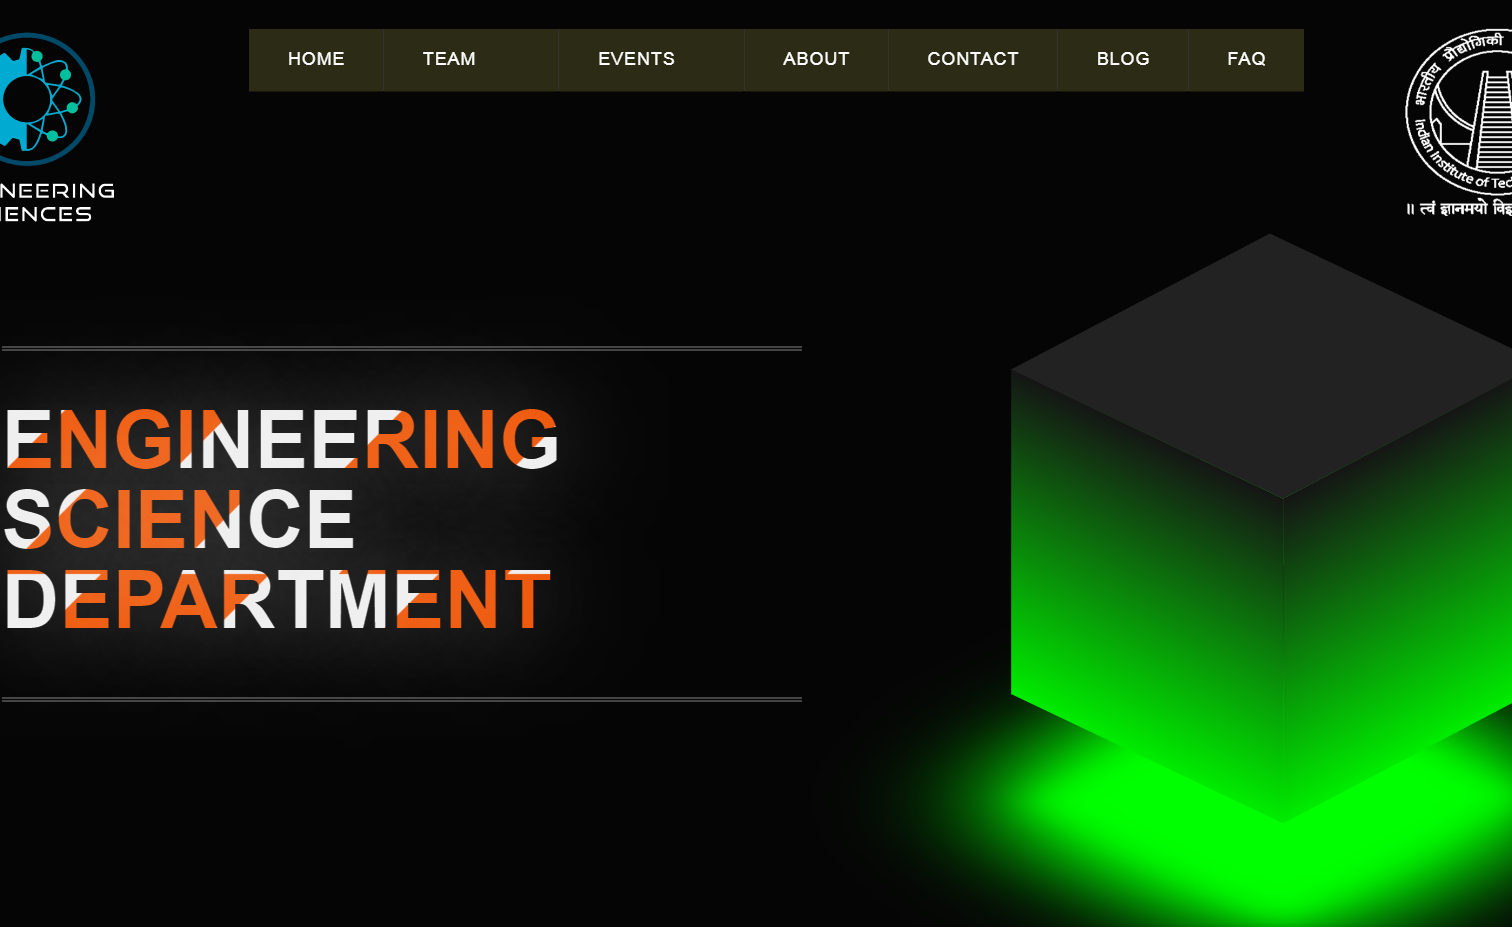 HOME TEAM EVENTS ABOUT CONTACT BLOG FAQ
NEERING
IENCES
भारतीय प्रौद्योगिकी
Indian Institute of Tec
॥ त्वं ज्ञानमयो
ENGINEERING
SCIENCE
DEPARTMENT